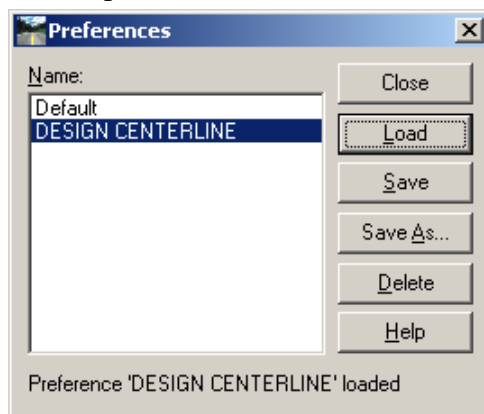 Preferences
Name:
Default
DESIGN CENTERLINE
Close
Load
Save
Save As...
Delete
Help
Preference 'DESIGN CENTERLINE' loaded